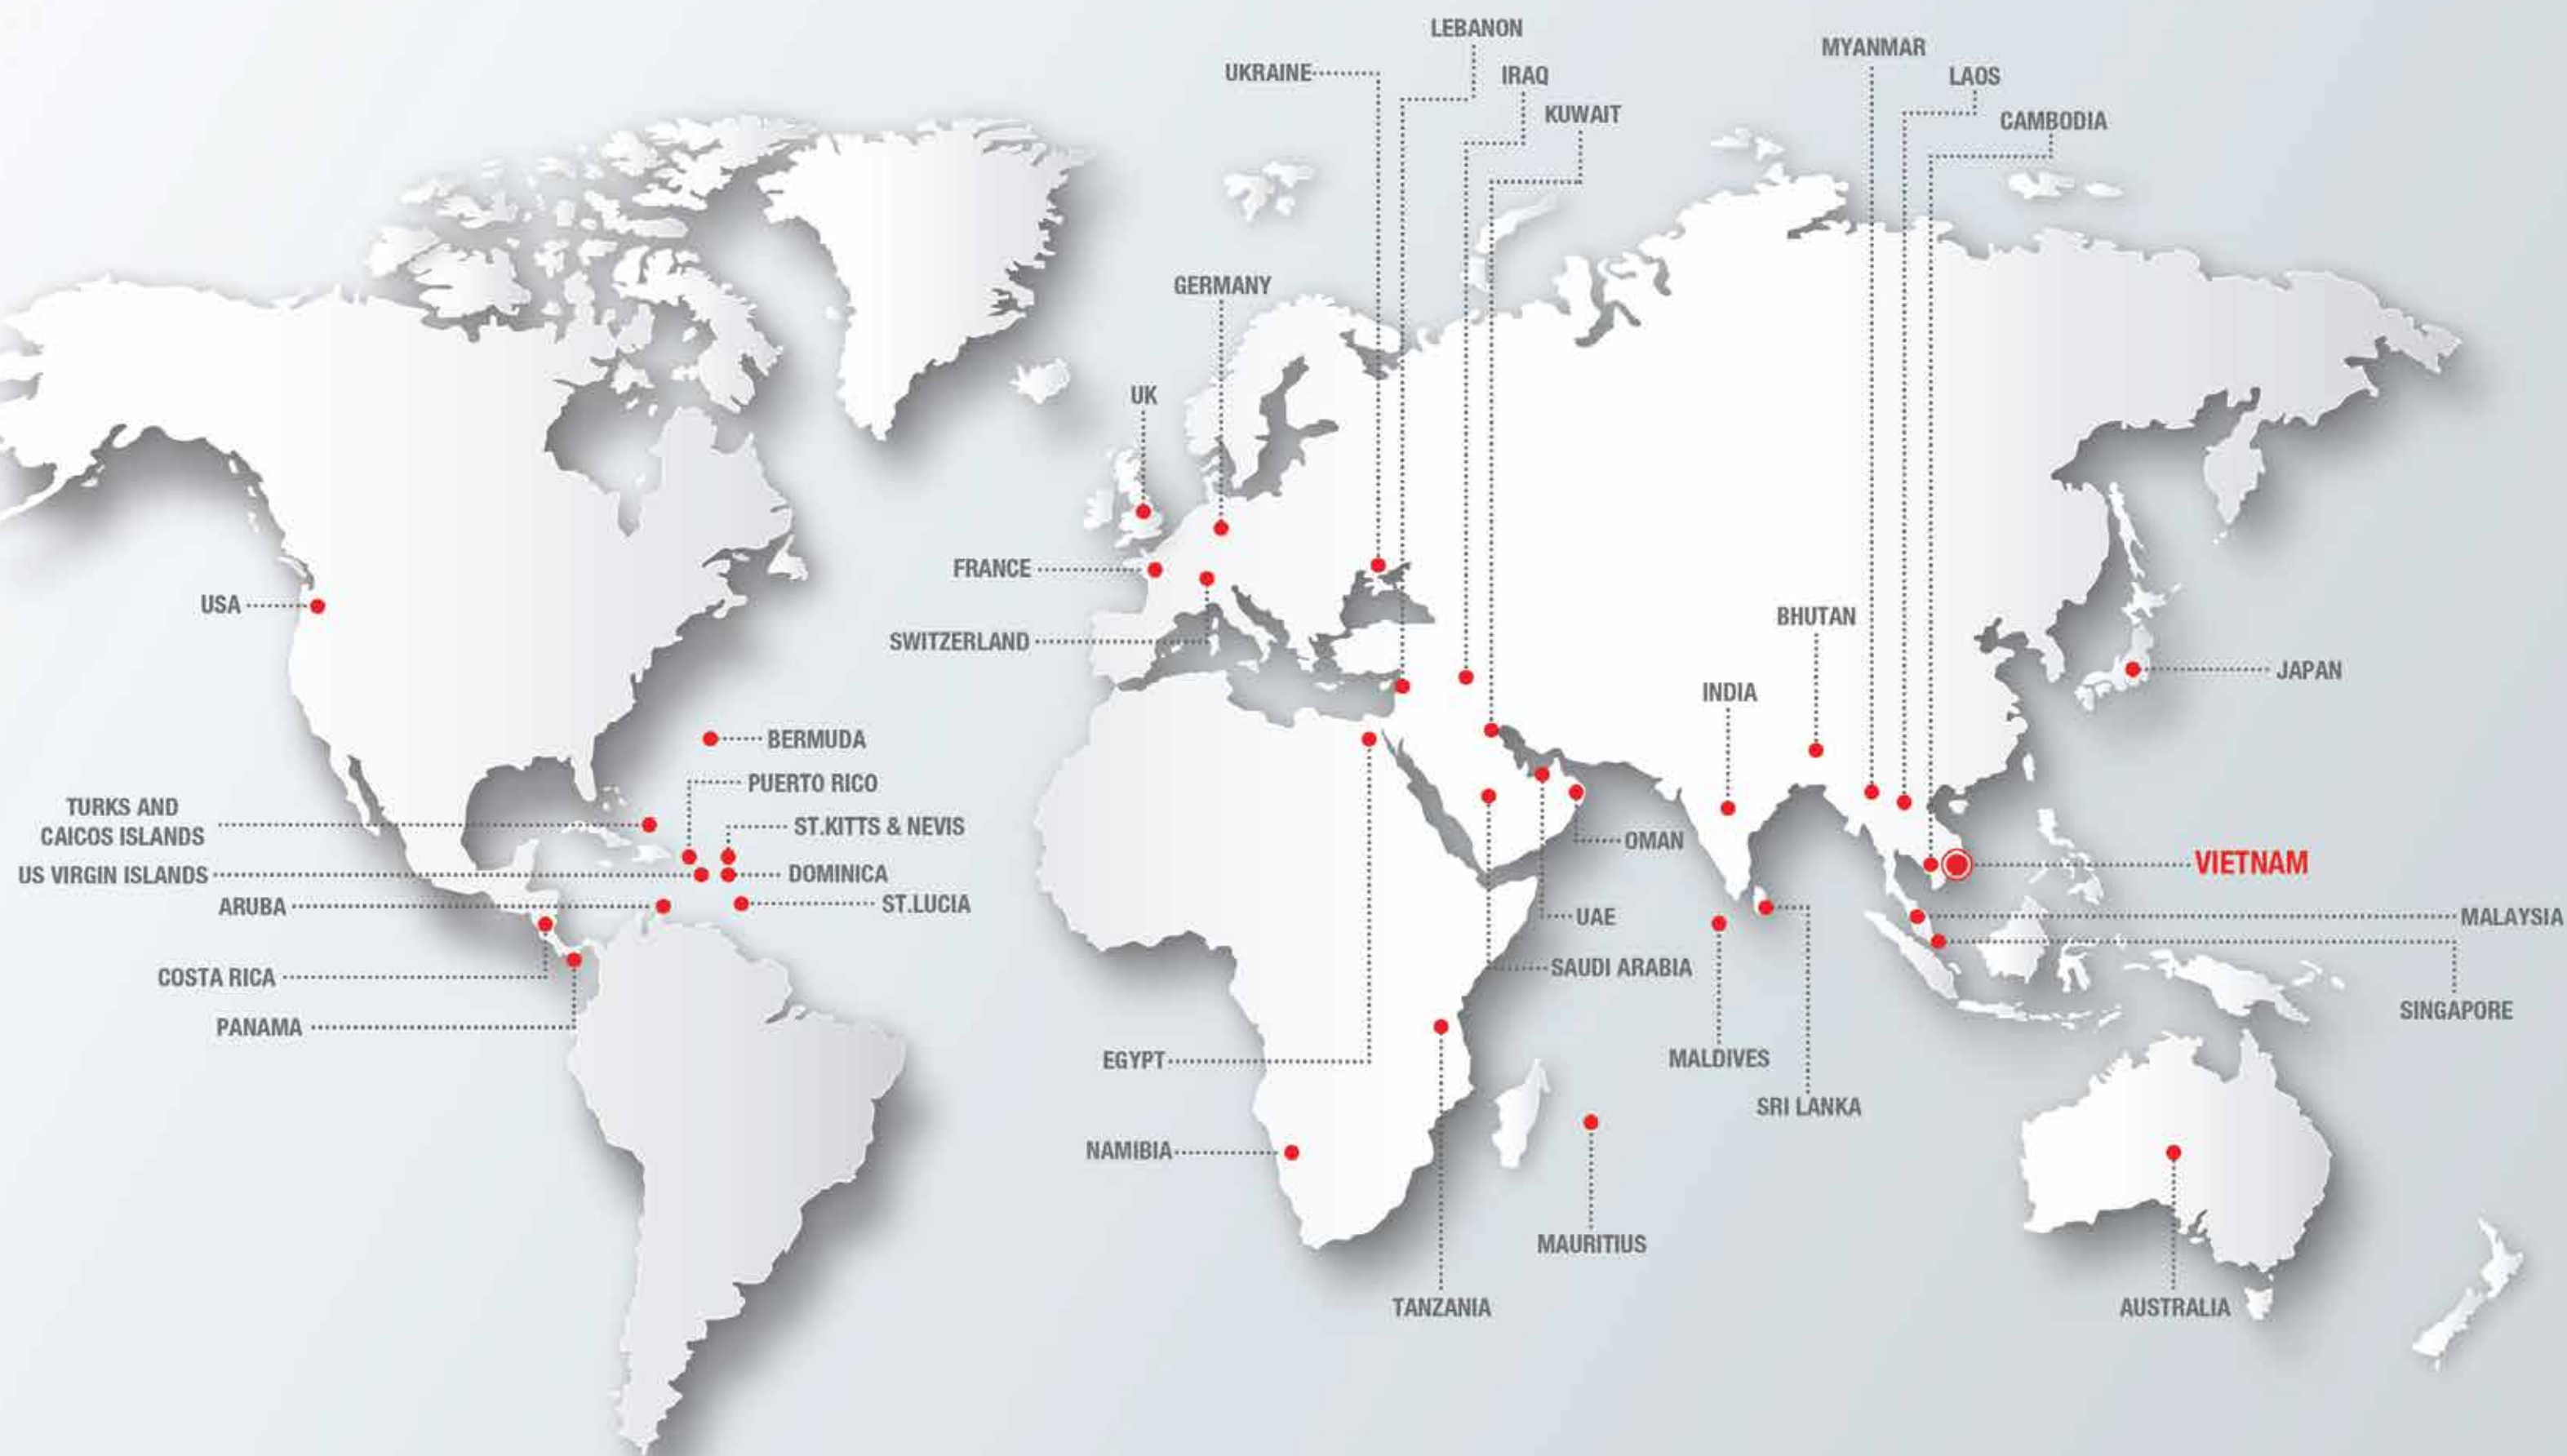 LEBANON
MYANMAR
UKRAINE
IRAQ
LAOS
KUWAIT
CAMBODIA
GERMANY
UK
FRANCE
USA
BHUTAN
SWITZERLAND
JAPAN
INDIA
BERMUDA
PUERTO RICO
TURKS AND
CAICOS ISLANDS
ST.KITTS & NEVIS
OMAN
VIETNAM
US VIRGIN ISLANDS
DOMINICA
ARUBA
ST.LUCIA
UAE
MALAYSIA
SAUDI ARABIA
COSTA RICA
SINGAPORE
PANAMA
EGYPT
MALDIVES
SRI LANKA
NAMIBIA
MAURITIUS
TANZANIA
AUSTRALIA